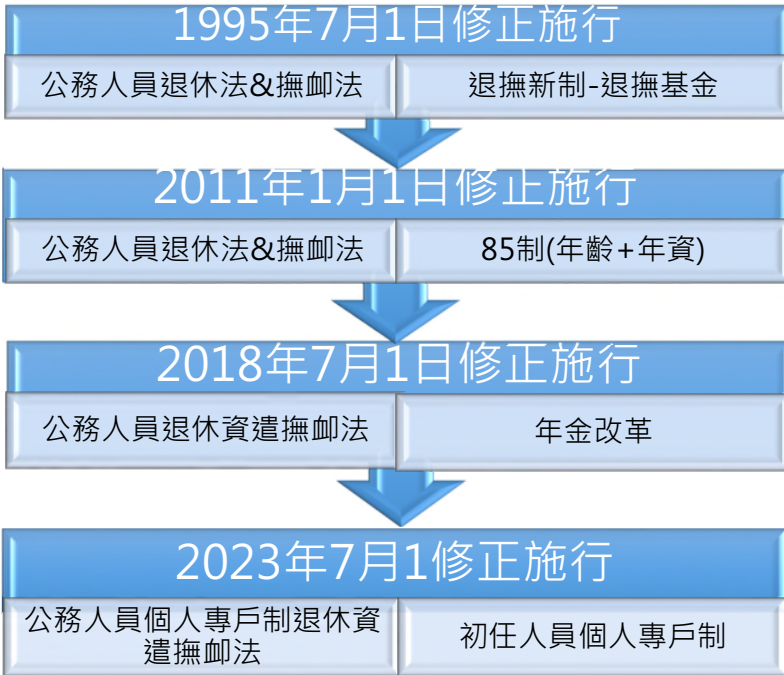 1995年7月1日修正施行
公務人員退休法&撫卹法
退撫新制-退撫基金
2011年1月1日修正施行
公務人員退休法&撫卹法
85制(年齡+年資)
2018年7月1日修正施行
公務人員退休資遣撫卹法
年金改革
2023年7月1修正施行
公務人員個人專戶制退休資
遣撫卹法
初任人員個人專戶制